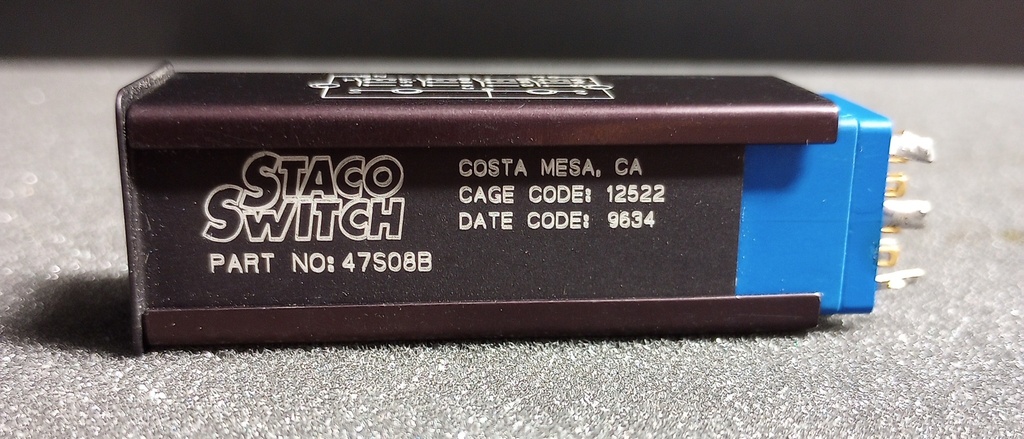 STACO
SWITCH
PART NO: 47S08B
COSTA MESA, CA
CAGE CODE: 12522
DATE CODE: 9634